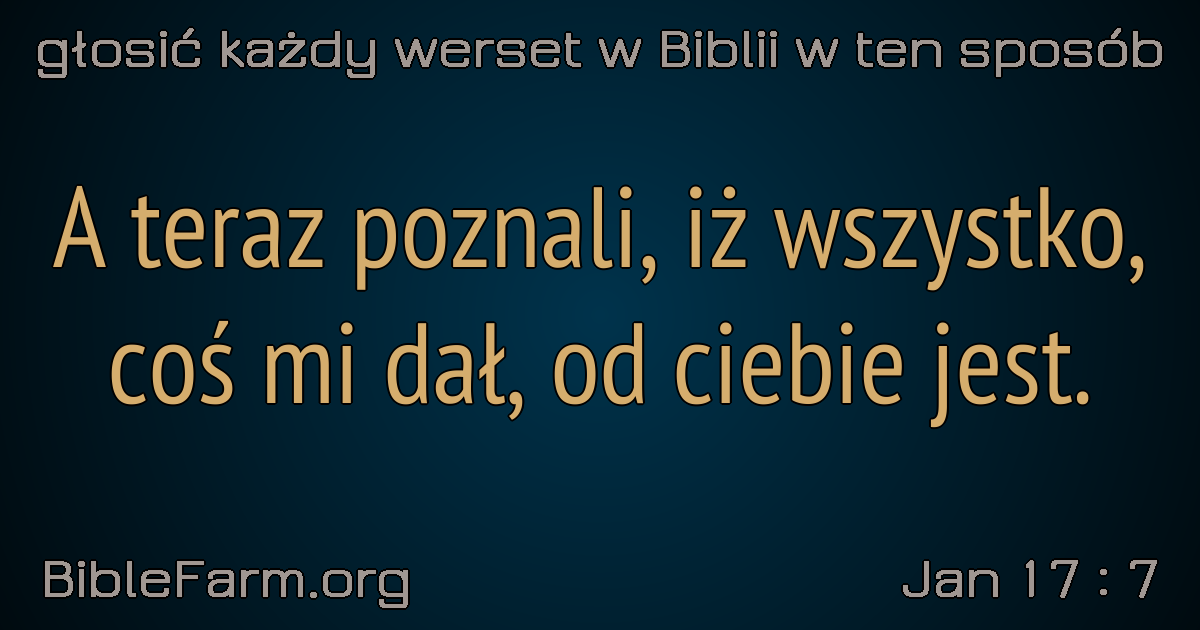 głosić każdy werset w Biblii w ten sposób
A teraz poznali, iż wszystko,
coś mi dał, od ciebie jest.
BibleFarm.org
Jan 17 : 7